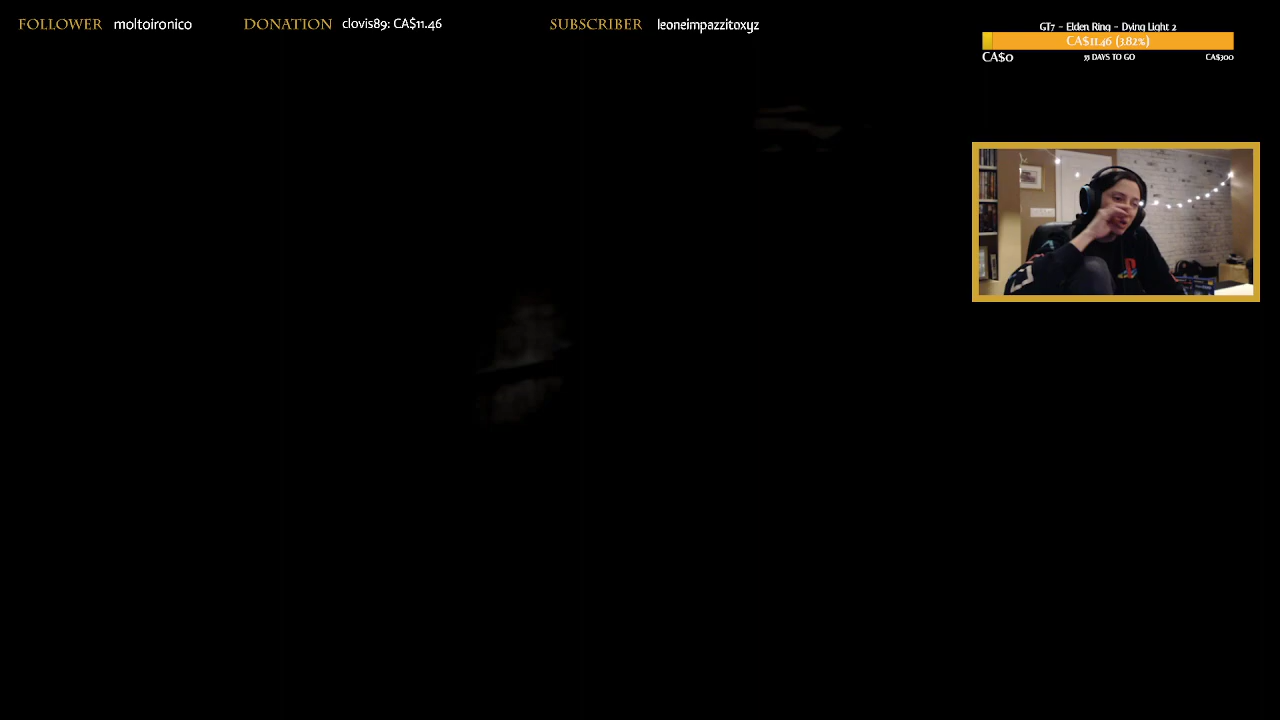 FOLLOWER moltoironico DONATION clovis89: CA$11.46 SUBSCRIBER leoneimpazzitoxyz
GT7 - Elden Ring - Dying Light 2
CA$11.46 (3.82%)
CA$0 33 DAYS TO GO CA$300